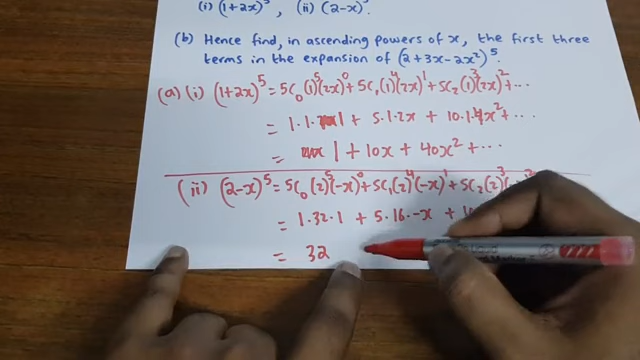 (i) (1+2x)⁵ , (ii) (2-x)⁵.
(b) Hence find, in ascending powers of x, the first three
terms in the expansion of (2+3x-2x²)⁵.
(a) (i) (1+2x)⁵ = 5C₀(1)⁵(2x)⁰ + 5C₁(1)⁴(2x)¹ + 5C₂(1)³(2x)² + ...
= 1.1.1 + 5.1.2x + 10.1.4x² + ...
= 1 + 10x + 40x² + ...
(ii) (2-x)⁵ = 5C₀(2)⁵(-x)⁰ + 5C₁(2)⁴(-x)¹ + 5C₂(2)³(-x)²
= 1.32.1 + 5.16.-x + 10
= 32